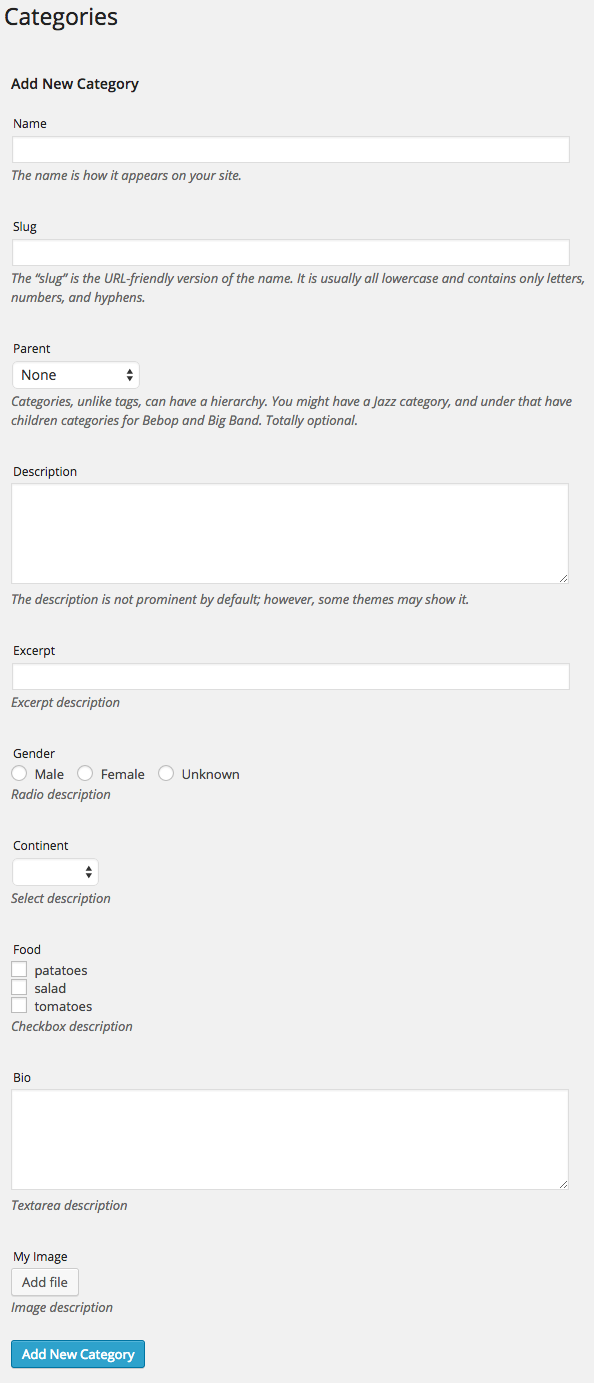 Categories
Add New Category
Name
The name is how it appears on your site.
Slug
The “slug” is the URL-friendly version of the name. It is usually all lowercase and contains only letters,
numbers, and hyphens.
Parent
None
Categories, unlike tags, can have a hierarchy. You might have a Jazz category, and under that have
children categories for Bebop and Big Band. Totally optional.
Description
The description is not prominent by default; however, some themes may show it.
Excerpt
Excerpt description
Gender
Male Female Unknown
Radio description
Continent
Select description
Food
patatoes
salad
tomatoes
Checkbox description
Bio
Textarea description
My Image
Add file
Image description
Add New Category